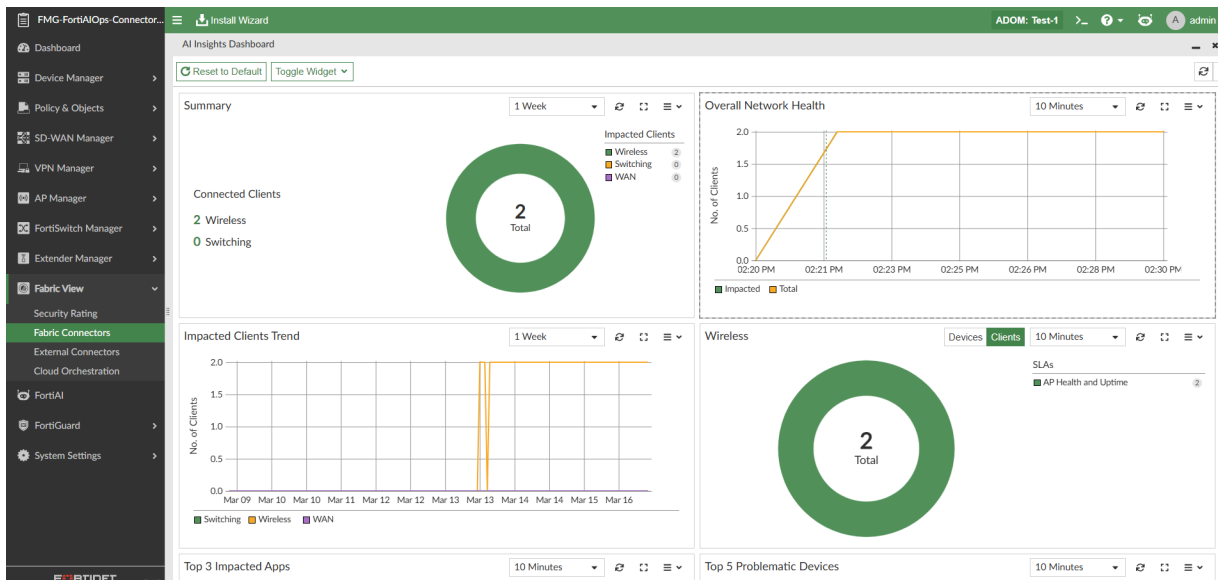 FMG-FortiAIOps-Connector...
Install Wizard
ADOM: Test-1
A admin
Dashboard
Device Manager
Policy & Objects
SD-WAN Manager
VPN Manager
AP Manager
FortiSwitch Manager
Extender Manager
Fabric View
Security Rating
Fabric Connectors
External Connectors
Cloud Orchestration
FortiAI
FortiGuard
System Settings
AI Insights Dashboard
Reset to Default
Toggle Widget
Summary
1 Week
Connected Clients
2 Wireless
0 Switching
2
Total
Impacted Clients
Wireless 2
Switching 0
WAN 0
Overall Network Health
10 Minutes
No. of Clients
2.0
1.5
1.0
0.5
0.0
02:20 PM 02:21 PM 02:23 PM 02:25 PM 02:26 PM 02:28 PM 02:30 PM
Impacted Total
Impacted Clients Trend
1 Week
No. of Clients
2.0
1.5
1.0
0.5
0.0
Mar 09 Mar 10 Mar 10 Mar 11 Mar 12 Mar 12 Mar 13 Mar 13 Mar 14 Mar 14 Mar 15 Mar 16
Switching Wireless WAN
Wireless
Devices Clients
10 Minutes
2
Total
SLAs
AP Health and Uptime 2
Top 3 Impacted Apps
10 Minutes
Top 5 Problematic Devices
10 Minutes